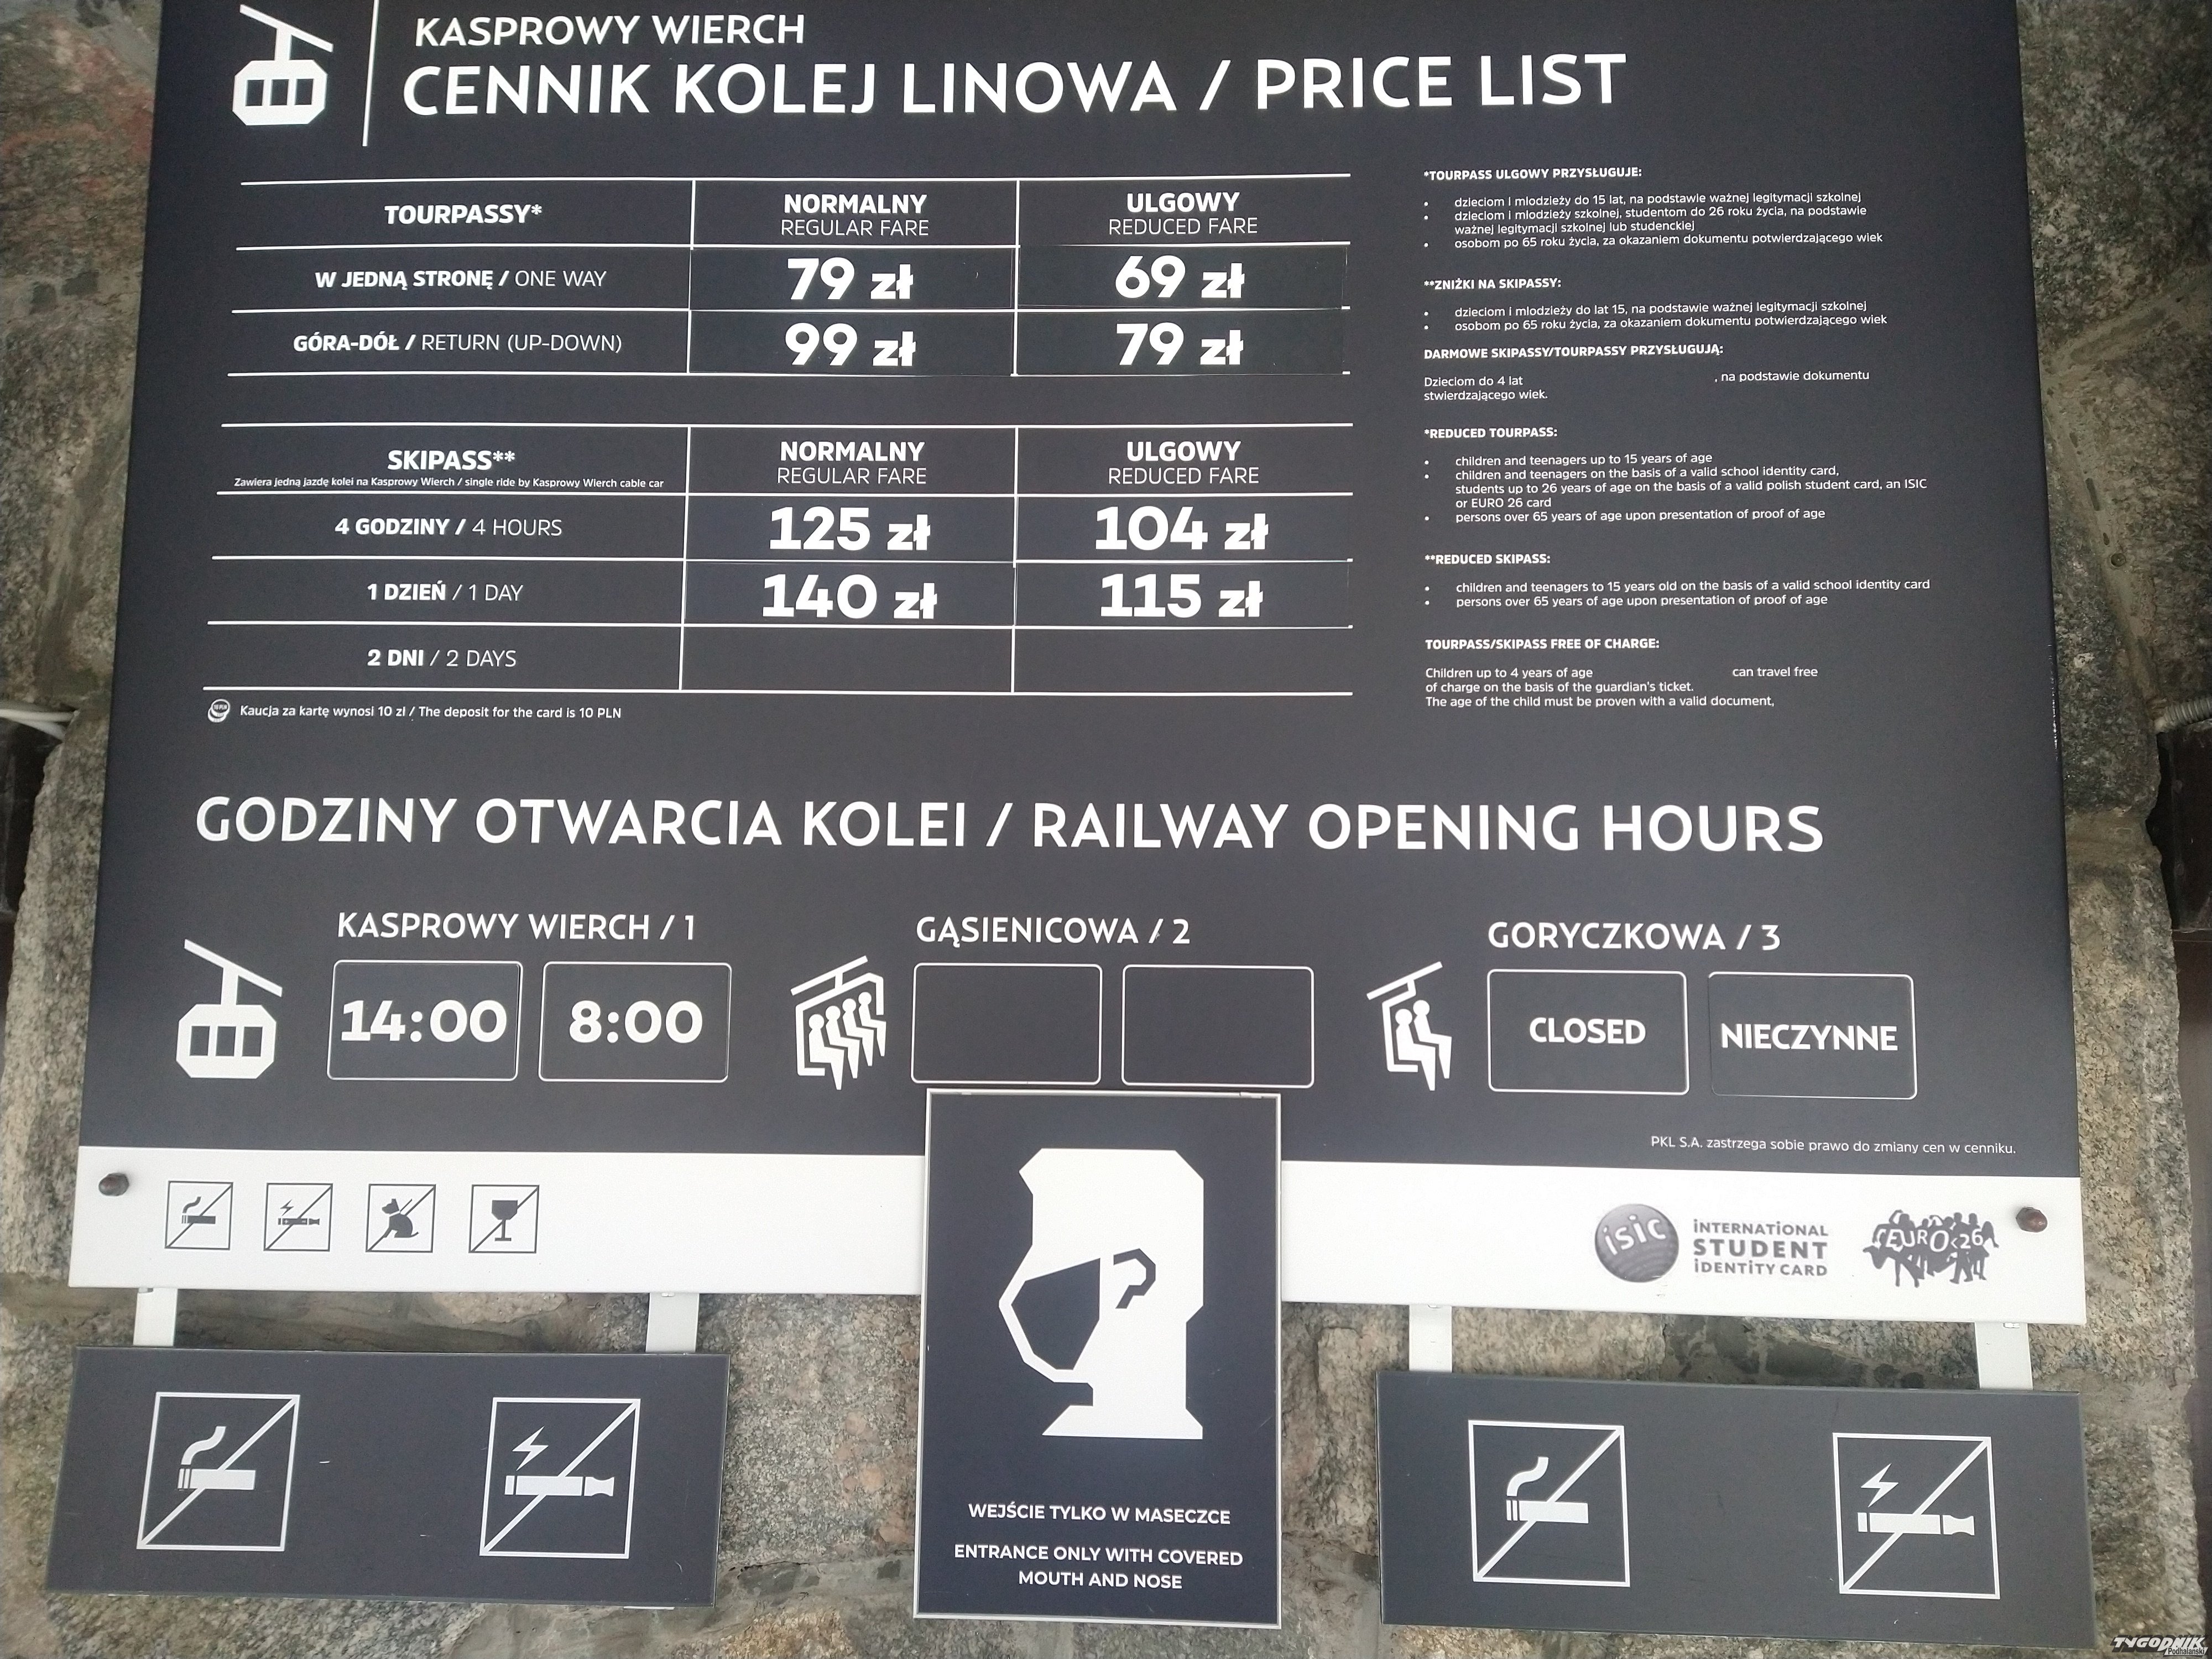 KASPROWY WIERCH
CENNIK KOLEJ LINOWA / PRICE LIST
TOURPASSY*
NORMALNY
REGULAR FARE
ULGOWY
REDUCED FARE
W JEDNĄ STRONĘ / ONE WAY
79 zł
69 zł
GÓRA-DÓŁ / RETURN (UP-DOWN)
99 zł
79 zł
SKIPASS**
Zawiera jedną jazdę kolei na Kasprowy Wierch / single ride by Kasprowy Wierch cable car
NORMALNY
REGULAR FARE
ULGOWY
REDUCED FARE
4 GODZINY / 4 HOURS
125 zł
104 zł
1 DZIEŃ / 1 DAY
140 zł
115 zł
2 DNI / 2 DAYS
Kaucja za kartę wynosi 10 zł / The deposit for the card is 10 PLN
*TOURPASS ULGOWY PRZYSŁUGUJE:
• dzieciom i młodzieży do 15 lat, na podstawie ważnej legitymacji szkolnej
• dzieciom i młodzieży szkolnej, studentom do 26 roku życia, na podstawie
ważnej legitymacji szkolnej lub studenckiej
• osobom po 65 roku życia, za okazaniem dokumentu potwierdzającego wiek
**ZNIŻKI NA SKIPASSY:
• dzieciom i młodzieży do lat 15, na podstawie ważnej legitymacji szkolnej
• osobom po 65 roku życia, za okazaniem dokumentu potwierdzającego wiek
DARMOWE SKIPASSY/TOURPASSY PRZYSŁUGUJĄ:
Dzieciom do 4 lat , na podstawie dokumentu
stwierdzającego wiek.
*REDUCED TOURPASS:
• children and teenagers up to 15 years of age
• children and teenagers on the basis of a valid school identity card,
students up to 26 years of age on the basis of a valid polish student card, an ISIC
or EURO 26 card
• persons over 65 years of age upon presentation of proof of age
**REDUCED SKIPASS:
• children and teenagers to 15 years old on the basis of a valid school identity card
• persons over 65 years of age upon presentation of proof of age
TOURPASS/SKIPASS FREE OF CHARGE:
Children up to 4 years of age can travel free
of charge on the basis of the guardian's ticket.
The age of the child must be proven with a valid document,
GODZINY OTWARCIA KOLEI / RAILWAY OPENING HOURS
KASPROWY WIERCH / 1
14:00
8:00
GĄSIENICOWA / 2
GORYCZKOWA / 3
CLOSED
NIECZYNNE
PKL S.A. zastrzega sobie prawo do zmiany cen w cenniku.
isic
INTERNATIONAL
STUDENT
IDENTITY CARD
EURO<26
WEJŚCIE TYLKO W MASECZCE
ENTRANCE ONLY WITH COVERED
MOUTH AND NOSE
TYGODNIK
Podhalański